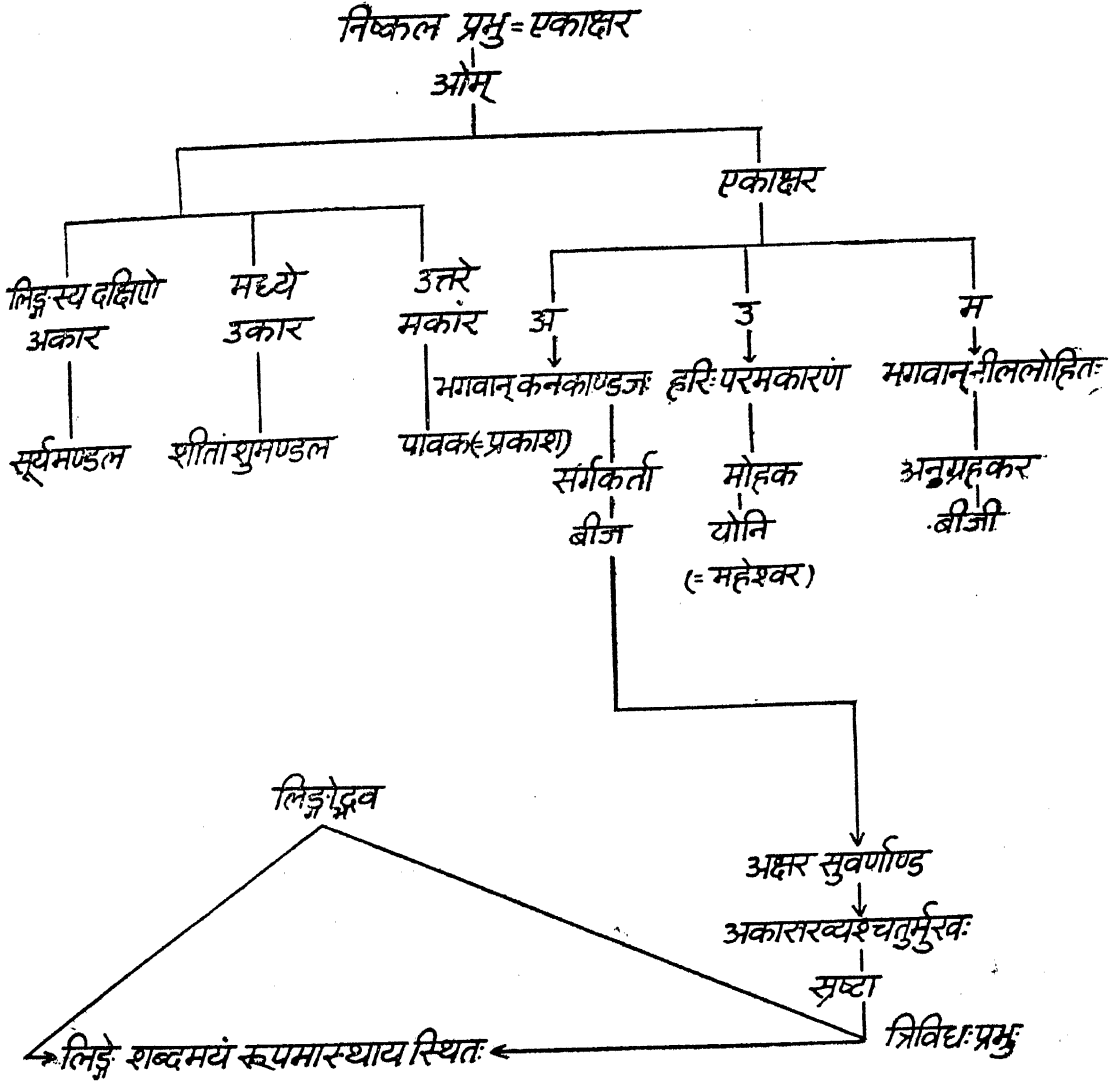 निष्कल प्रभु = एकाक्षर
ओम्
एकाक्षर
लिङ्गस्य दक्षिणे
अकार
मध्ये
उकार
उत्तरे
मकांर
अ
उ
म
भगवान् कनकाण्डजः
हरिः परमकारणं
भगवान् नीललोहितः
सूर्यमण्डल
शीतांशुमण्डल
पावक (= प्रकाश)
सर्गकर्ता
बीज
मोहक
योनि
(= महेश्वर)
अनुग्रहकर
बीजी
लिङ्गोद्भव
अक्षर सुवर्णाण्ड
अकासरव्यश्चतुर्मुखः
स्रष्टा
त्रिविधः प्रभुः
लिङ्गे शब्दमयं रूपमास्थाय स्थितः